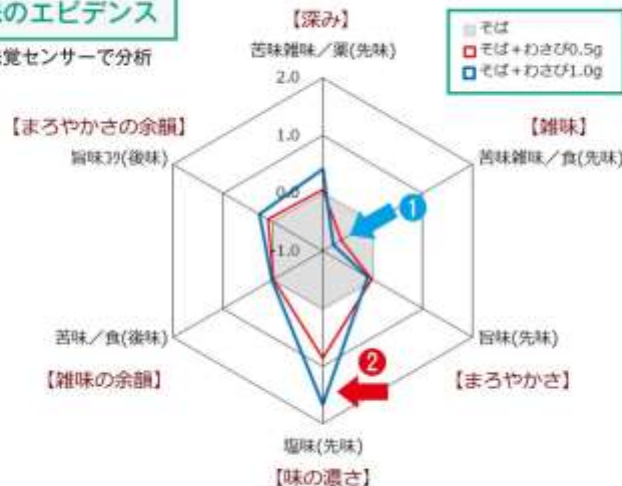 のエビデンス
覚センサーで分析
そば
そば＋わさび0.5g
そば＋わさび1.0g
【深み】
苦味雑味／薬(先味)
2.0
1.0
0.0
-1.0
【まろやかさの余韻】
旨味コク(後味)
【雑味】
苦味雑味／食(先味)
1
苦味／食(後味)
【雑味の余韻】
旨味(先味)
【まろやかさ】
2
塩味(先味)
【味の濃さ】